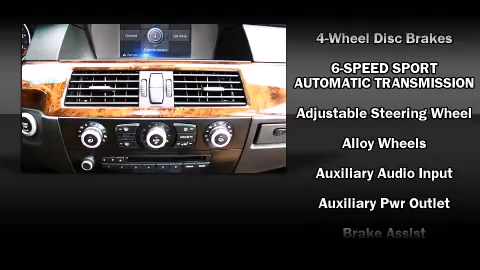 4-Wheel Disc Brakes
6-SPEED SPORT
AUTOMATIC TRANSMISSION
Adjustable Steering Wheel
Alloy Wheels
Auxiliary Audio Input
Auxiliary Pwr Outlet
Brake Assist